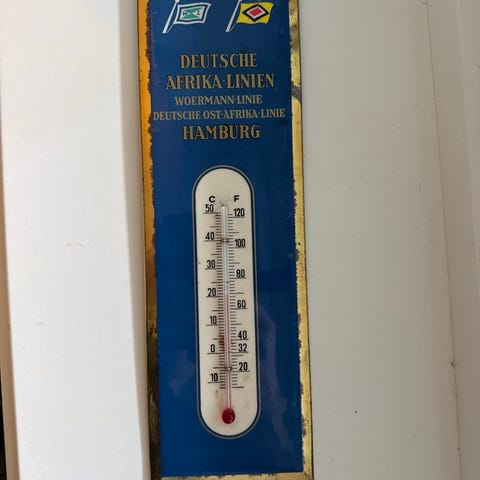 DEUTSCHE
AFRIKA-LINIEN
WOERMANN-LINIE
DEUTSCHE OST-AFRIKA-LINIE
HAMBURG
C F
50 120
40 100
30 80
20 60
10 40
0 32
10 20